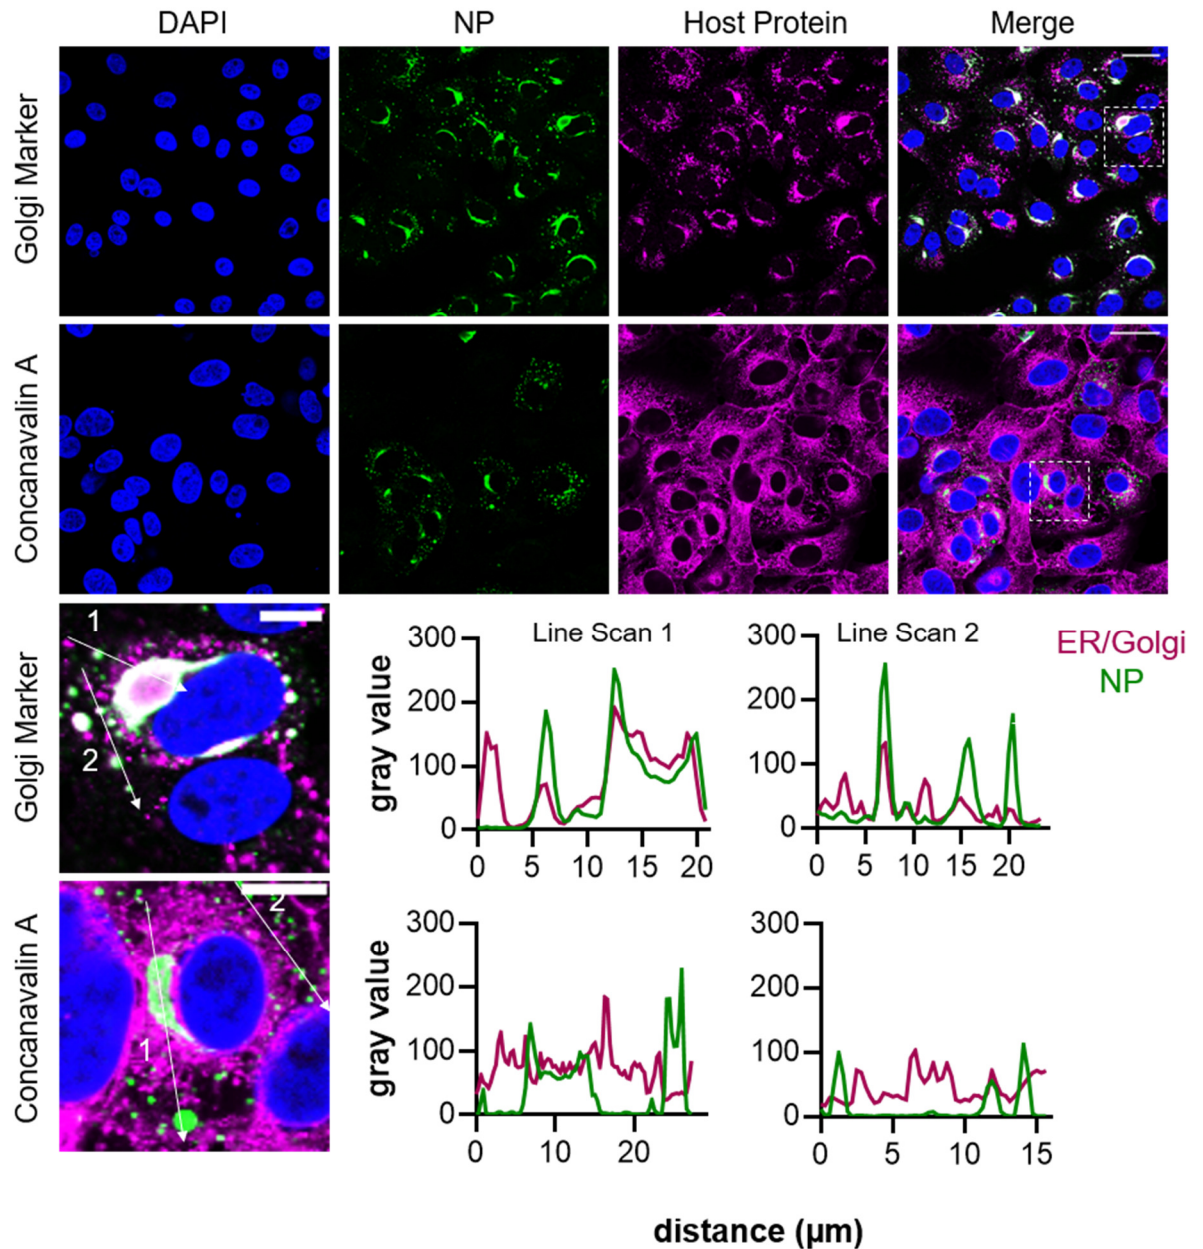 DAPI NP Host Protein Merge
Golgi Marker
Concanavalin A
Golgi Marker
1
2
Line Scan 1
gray value
300
200
100
0
0 5 10 15 20
Line Scan 2
300
200
100
0
0 5 10 15 20
ER/Golgi
NP
Concanavalin A
1
2
gray value
300
200
100
0
0 10 20
300
200
100
0
0 5 10 15
distance (µm)